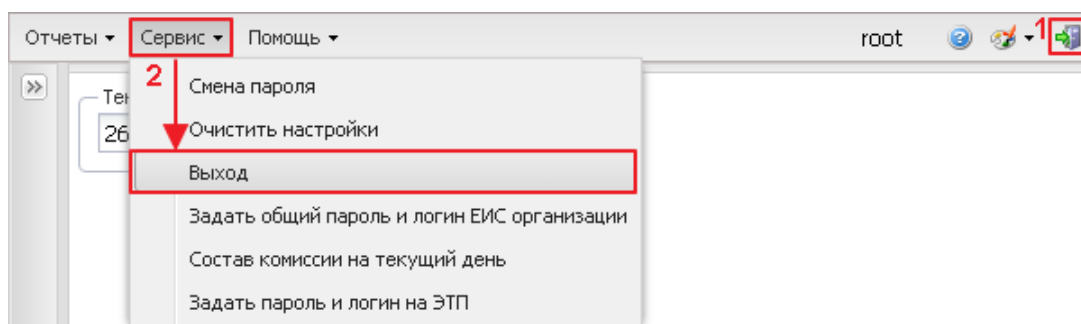 Отчеты Сервис Помощь root 1
2
Тек
26
Смена пароля
Очистить настройки
Выход
Задать общий пароль и логин ЕИС организации
Состав комиссии на текущий день
Задать пароль и логин на ЭТП